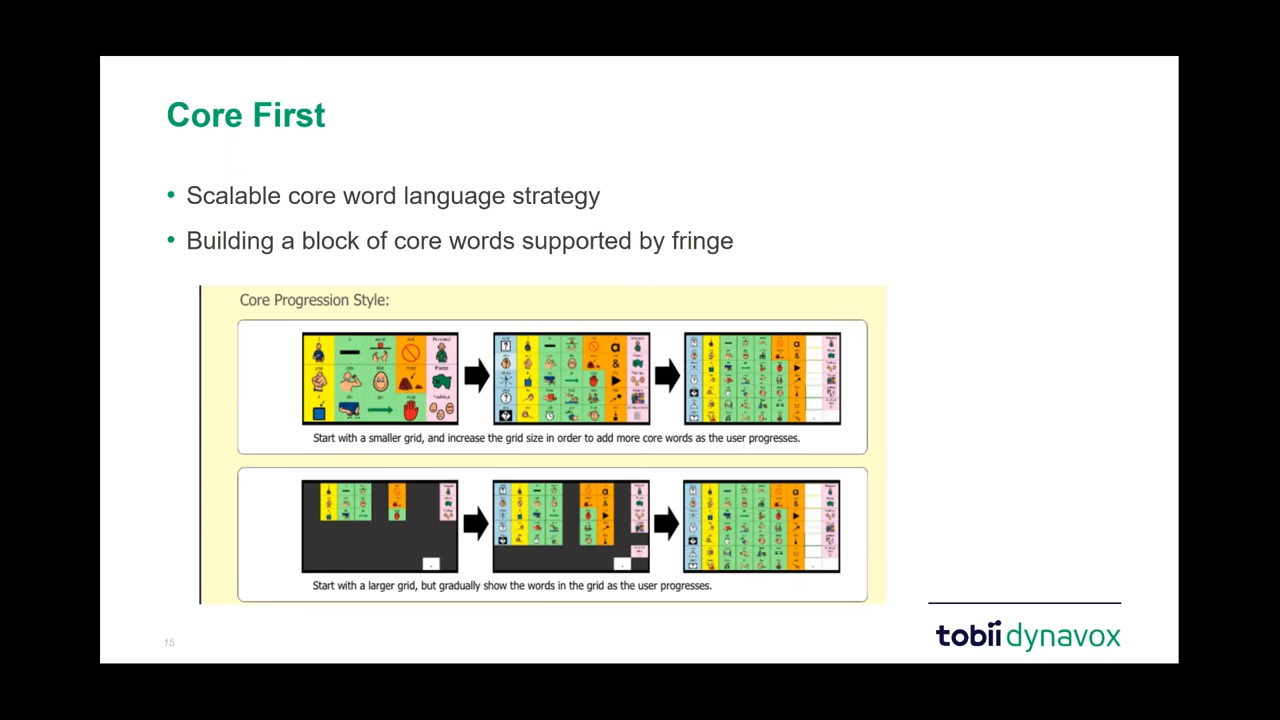 Core First
• Scalable core word language strategy
• Building a block of core words supported by fringe
Core Progression Style:
Start with a smaller grid, and increase the grid size in order to add more core words as the user progresses.
Start with a larger grid, but gradually show the words in the grid as the user progresses.
15
tobii dynavox